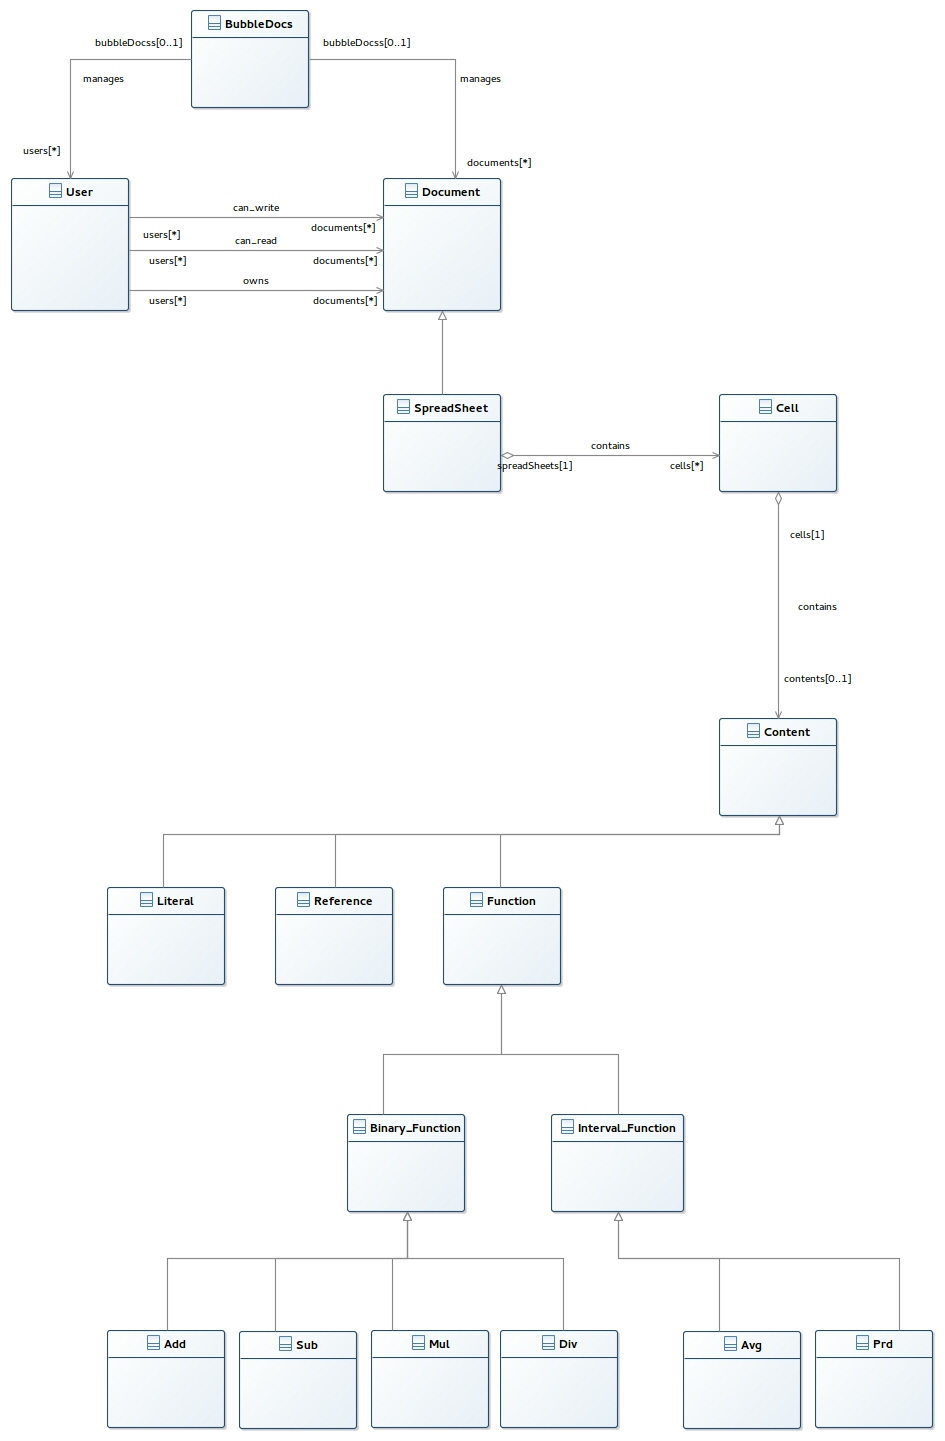 BubbleDocs
bubbleDocss[0..1]
bubbleDocss[0..1]
manages
manages
users[*]
documents[*]
User
Document
can_write
users[*]
documents[*]
can_read
users[*]
documents[*]
owns
users[*]
documents[*]
SpreadSheet
Cell
contains
spreadSheets[1]
cells[*]
cells[1]
contains
contents[0..1]
Content
Literal
Reference
Function
Binary_Function
Interval_Function
Add
Sub
Mul
Div
Avg
Prd